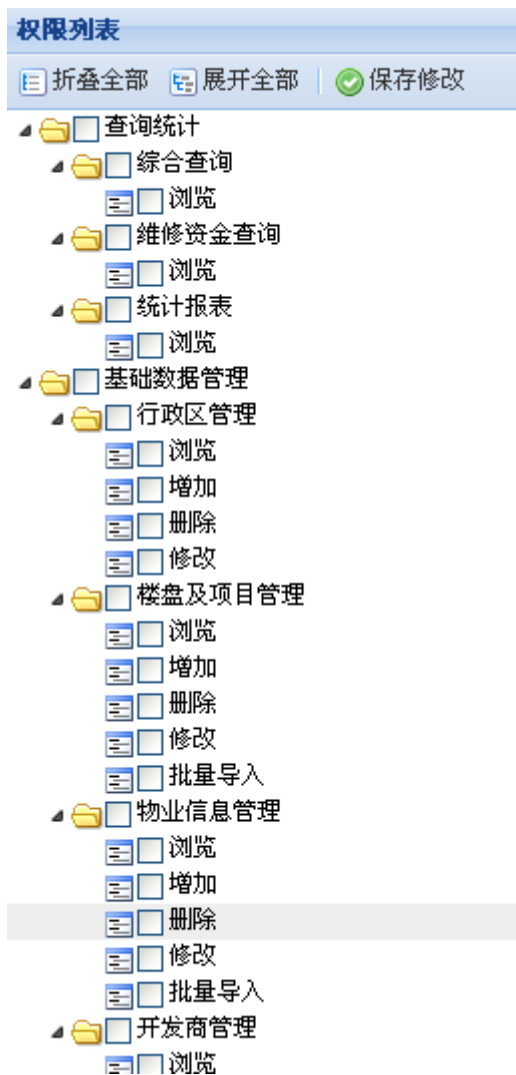 权限列表
折叠全部 展开全部 保存修改
查询统计
综合查询
浏览
维修资金查询
浏览
统计报表
浏览
基础数据管理
行政区管理
浏览
增加
删除
修改
楼盘及项目管理
浏览
增加
删除
修改
批量导入
物业信息管理
浏览
增加
删除
修改
批量导入
开发商管理
浏览